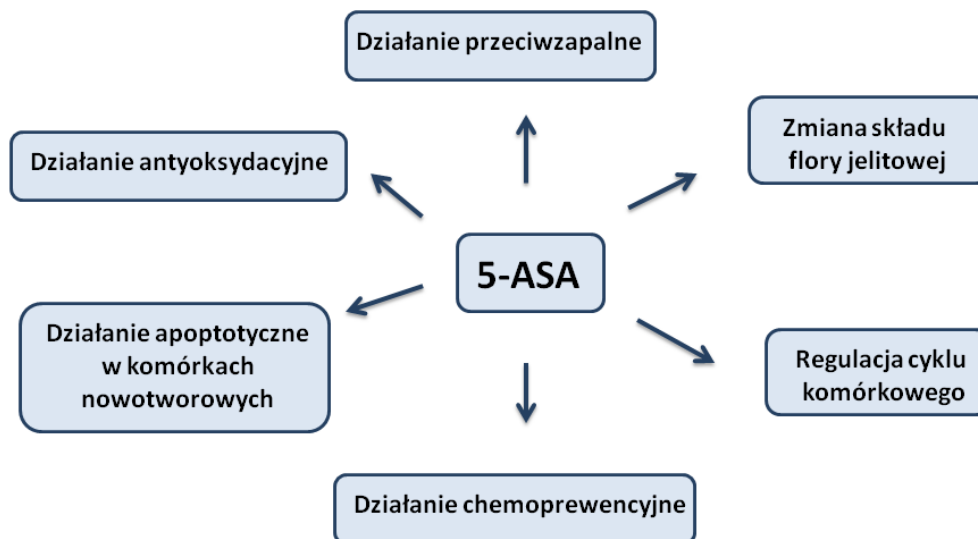 Działanie przeciwzapalne
Zmiana składu
flory jelitowej
Działanie antyoksydacyjne
5-ASA
Działanie apoptotyczne
w komórkach
nowotworowych
Regulacja cyklu
komórkowego
Działanie chemoprewencyjne